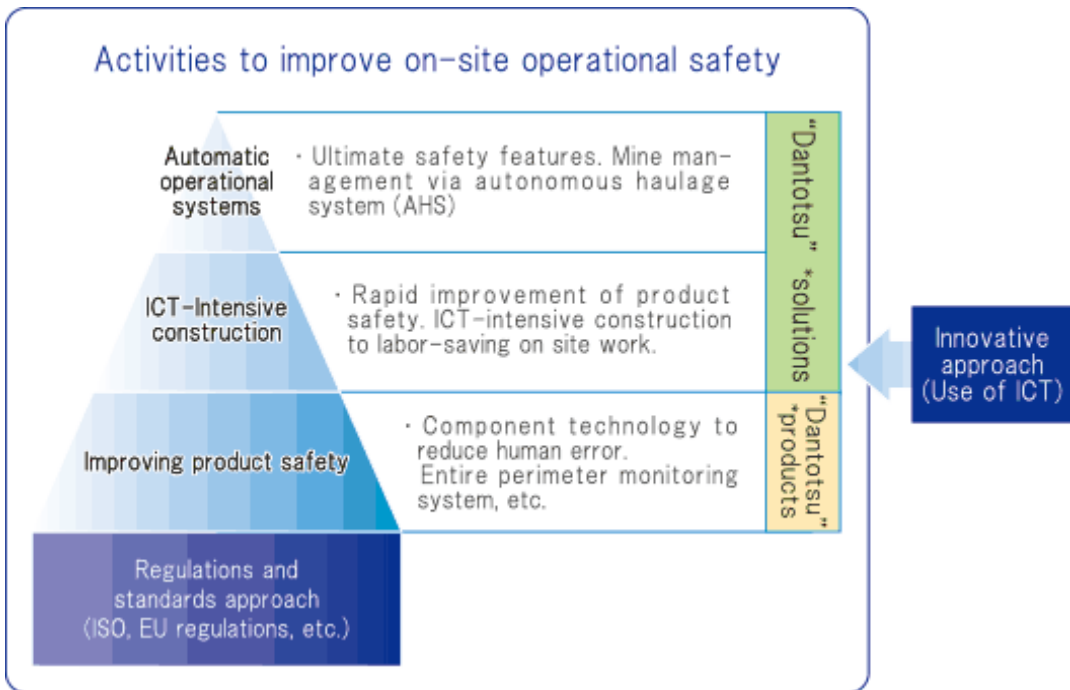 Activities to improve on-site operational safety
Automatic
operational
systems
・Ultimate safety features. Mine man-
agement via autonomous haulage
system (AHS)
ICT-Intensive
construction
・Rapid improvement of product
safety. ICT-intensive construction
to labor-saving on site work.
Improving product safety
・Component technology to
reduce human error.
Entire perimeter monitoring
system, etc.
Regulations and
standards approach
(ISO, EU regulations, etc.)
“Dantotsu” *solutions
“Dantotsu”
*products
Innovative
approach
(Use of ICT)